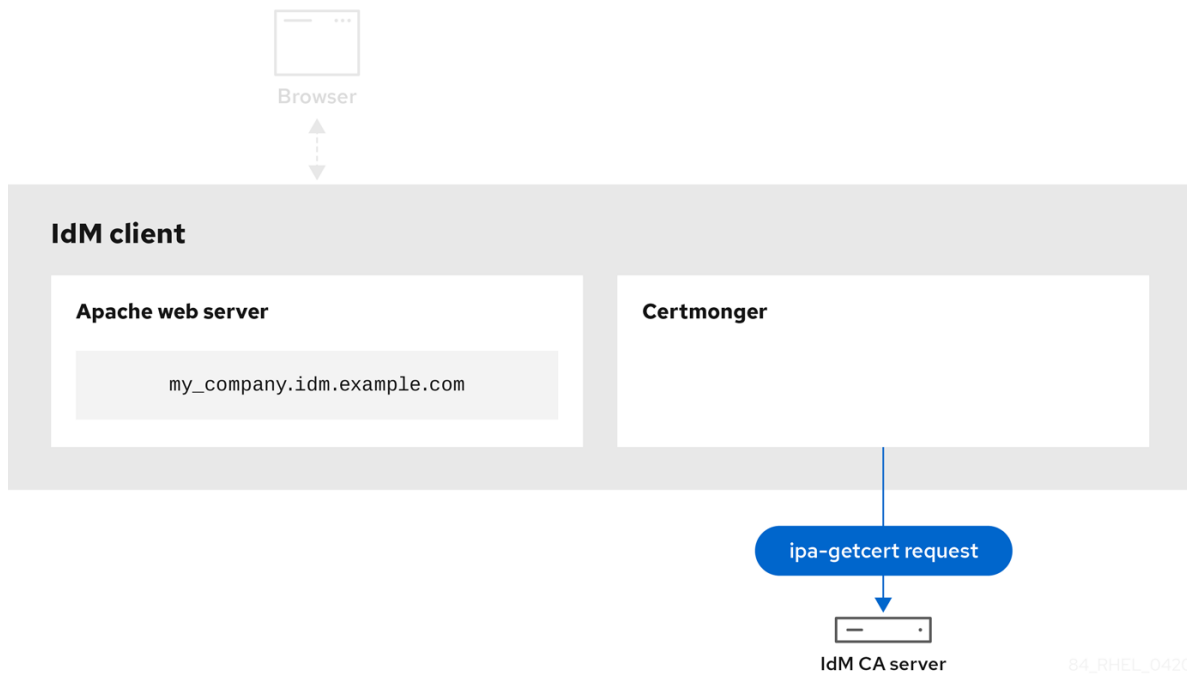 Browser
IdM client
Apache web server
my_company.idm.example.com
Certmonger
ipa-getcert request
IdM CA server
84_RHEL_0420